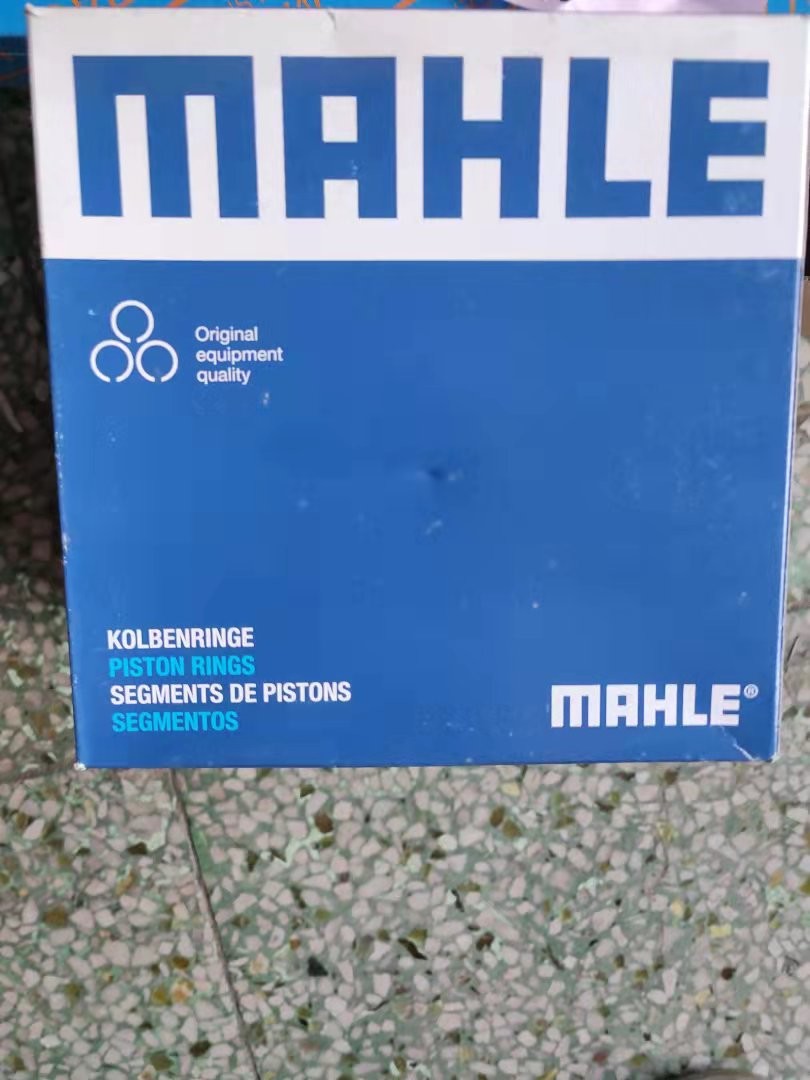 MAHLE
Original
equipment
quality
KOLBENRINGE
PISTON RINGS
SEGMENTS DE PISTONS
SEGMENTOS
MAHLE®